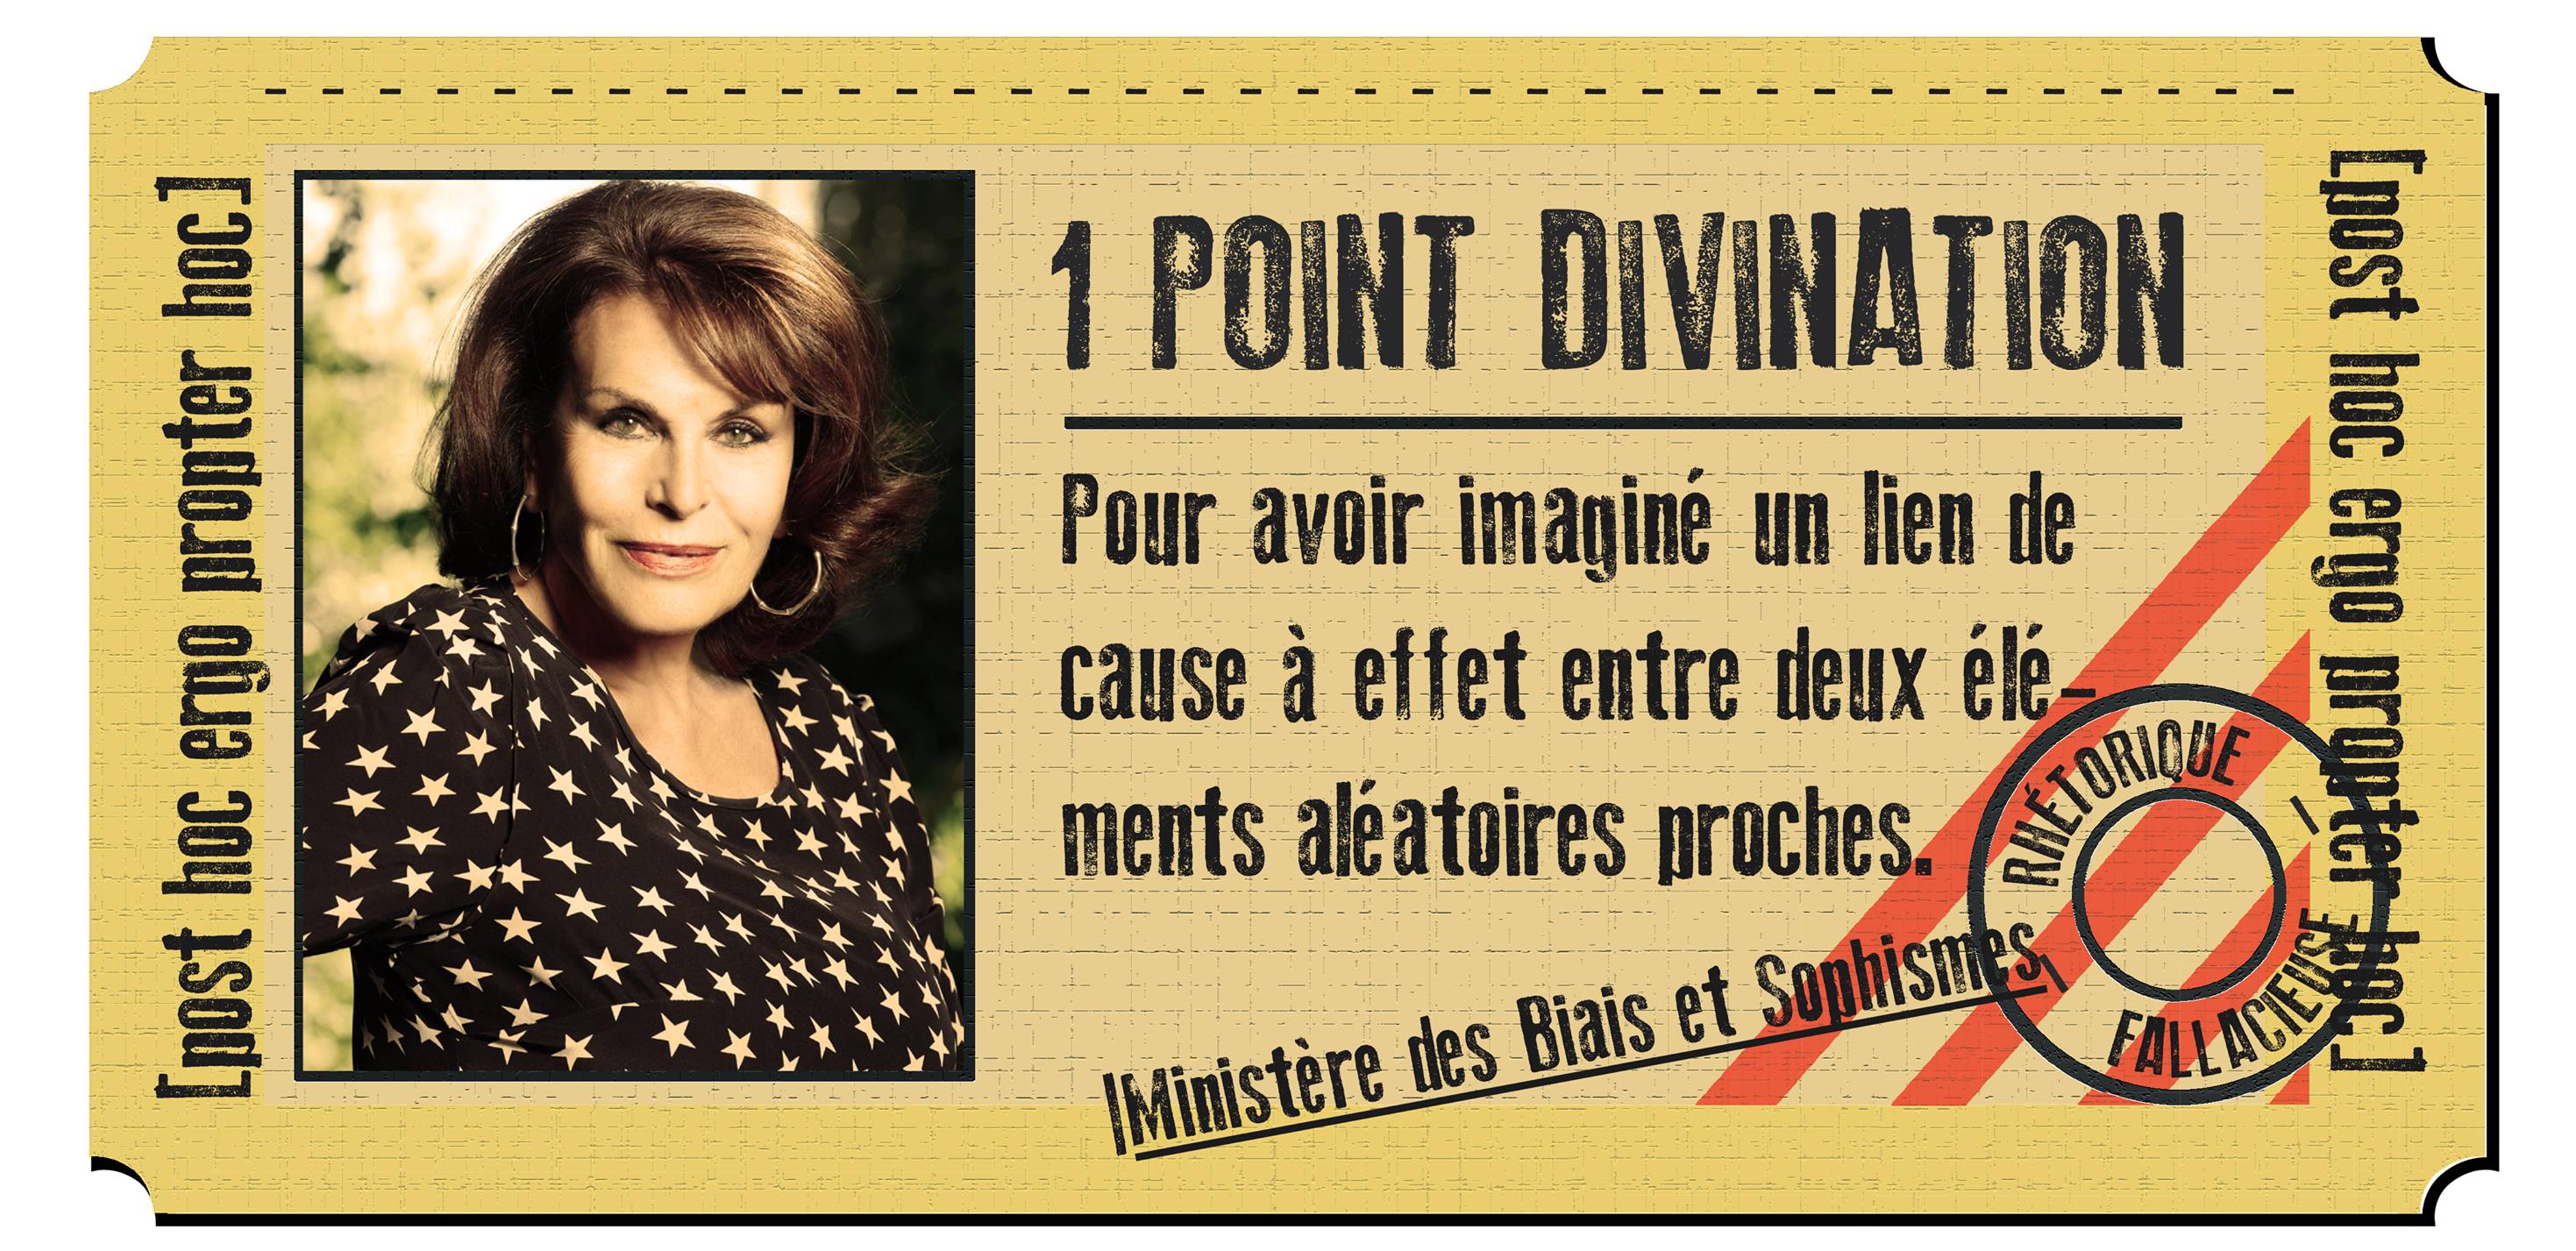 [post hoc ergo propter hoc]
1 POINT DIVINATION
Pour avoir imaginé un lien de
cause à effet entre deux élé-
ments aléatoires proches.
|Ministère des Biais et Sophismes|
RHÉTORIQUE
FALLACIEUSE
[post hoc ergo propter hoc]